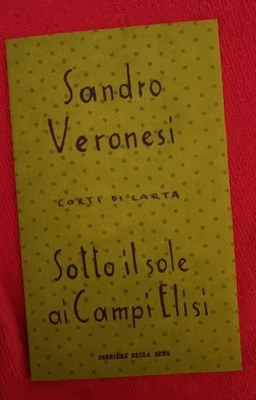 Sandro
Veronesi
CORTI DI CARTA
Sotto il sole
ai Campi Elisi
CORRIERE DELLA SERA